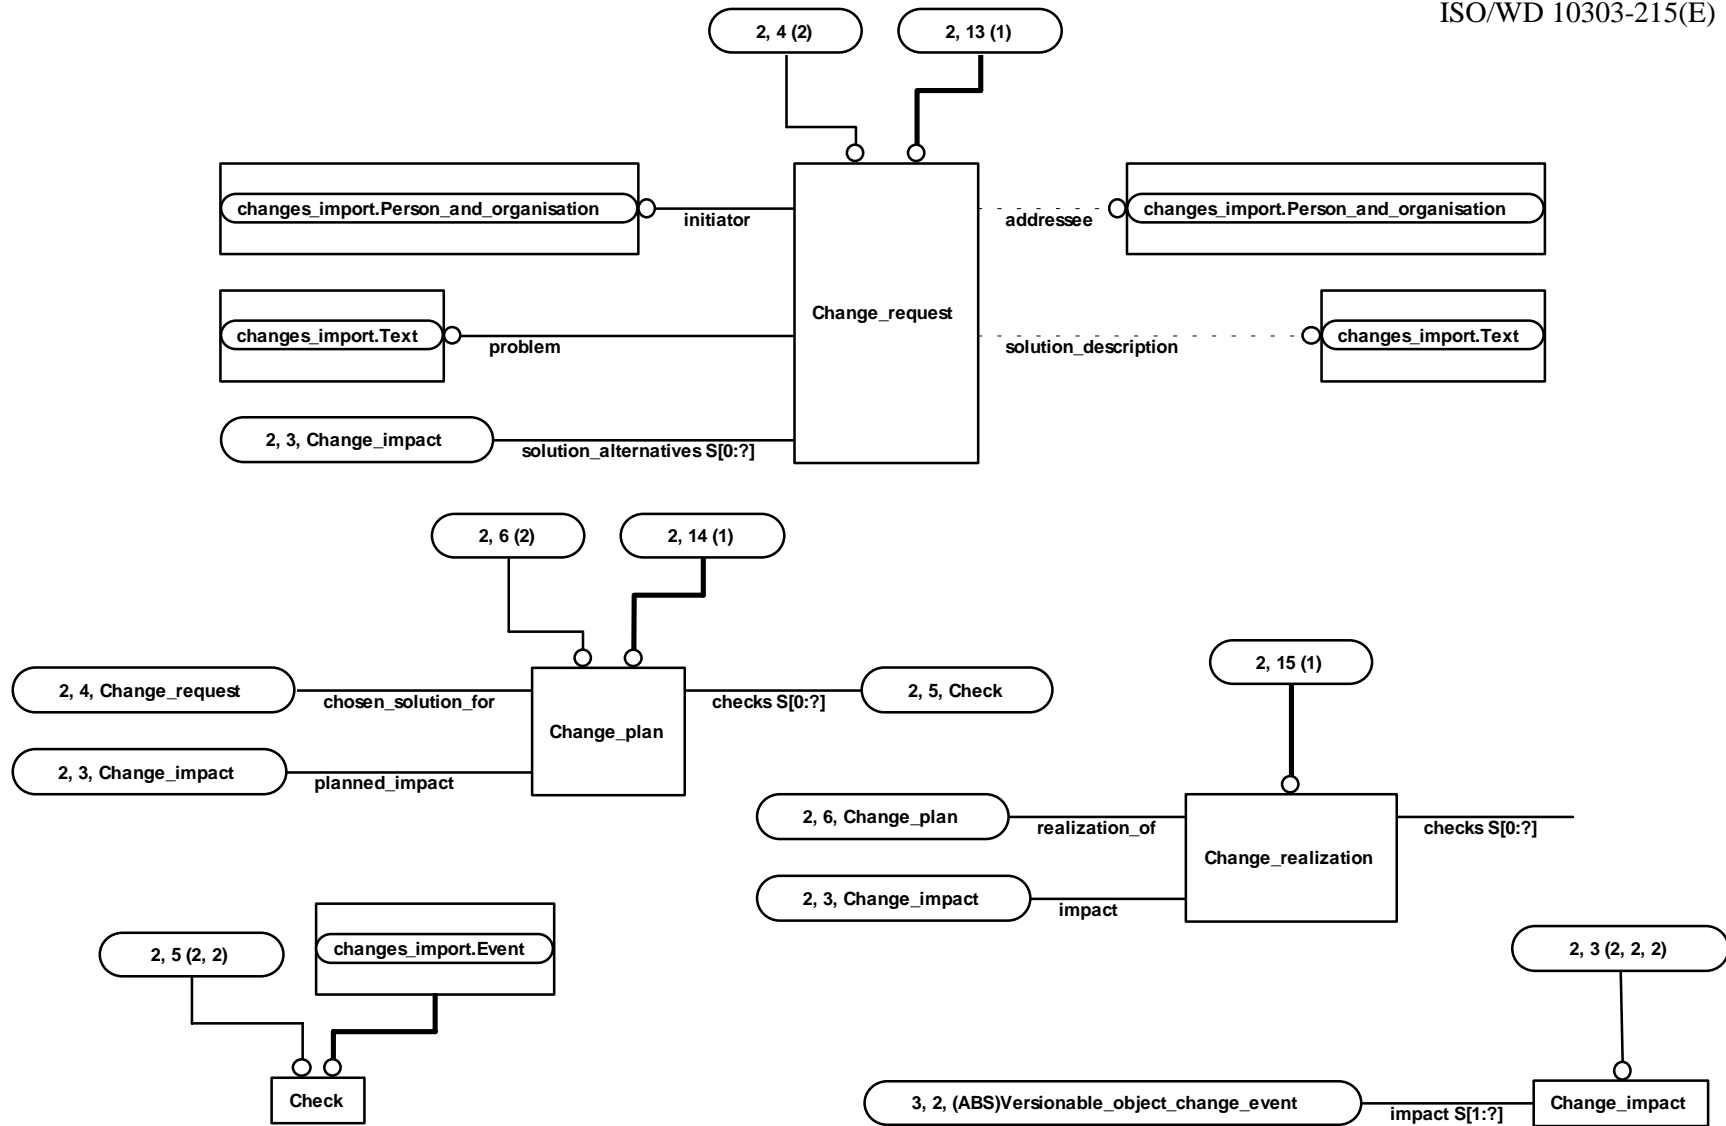 ISO/WD 10303-215(E)
2, 4 (2)
2, 13 (1)
changes_import.Person_and_organisation
initiator
addressee
changes_import.Person_and_organisation
Change_request
changes_import.Text
problem
solution_description
changes_import.Text
2, 3, Change_impact
solution_alternatives S[0:?]
2, 6 (2)
2, 14 (1)
2, 4, Change_request
chosen_solution_for
checks S[0:?]
2, 5, Check
Change_plan
2, 3, Change_impact
planned_impact
2, 15 (1)
2, 6, Change_plan
realization_of
checks S[0:?]
Change_realization
2, 3, Change_impact
impact
2, 5 (2, 2)
changes_import.Event
2, 3 (2, 2, 2)
Check
3, 2, (ABS)Versionable_object_change_event
impact S[1:?]
Change_impact